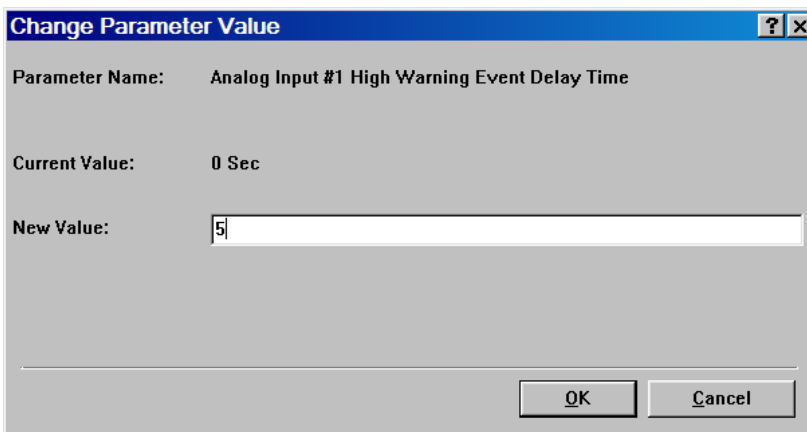 Change Parameter Value
Parameter Name: Analog Input #1 High Warning Event Delay Time
Current Value: 0 Sec
New Value: 5
OK Cancel